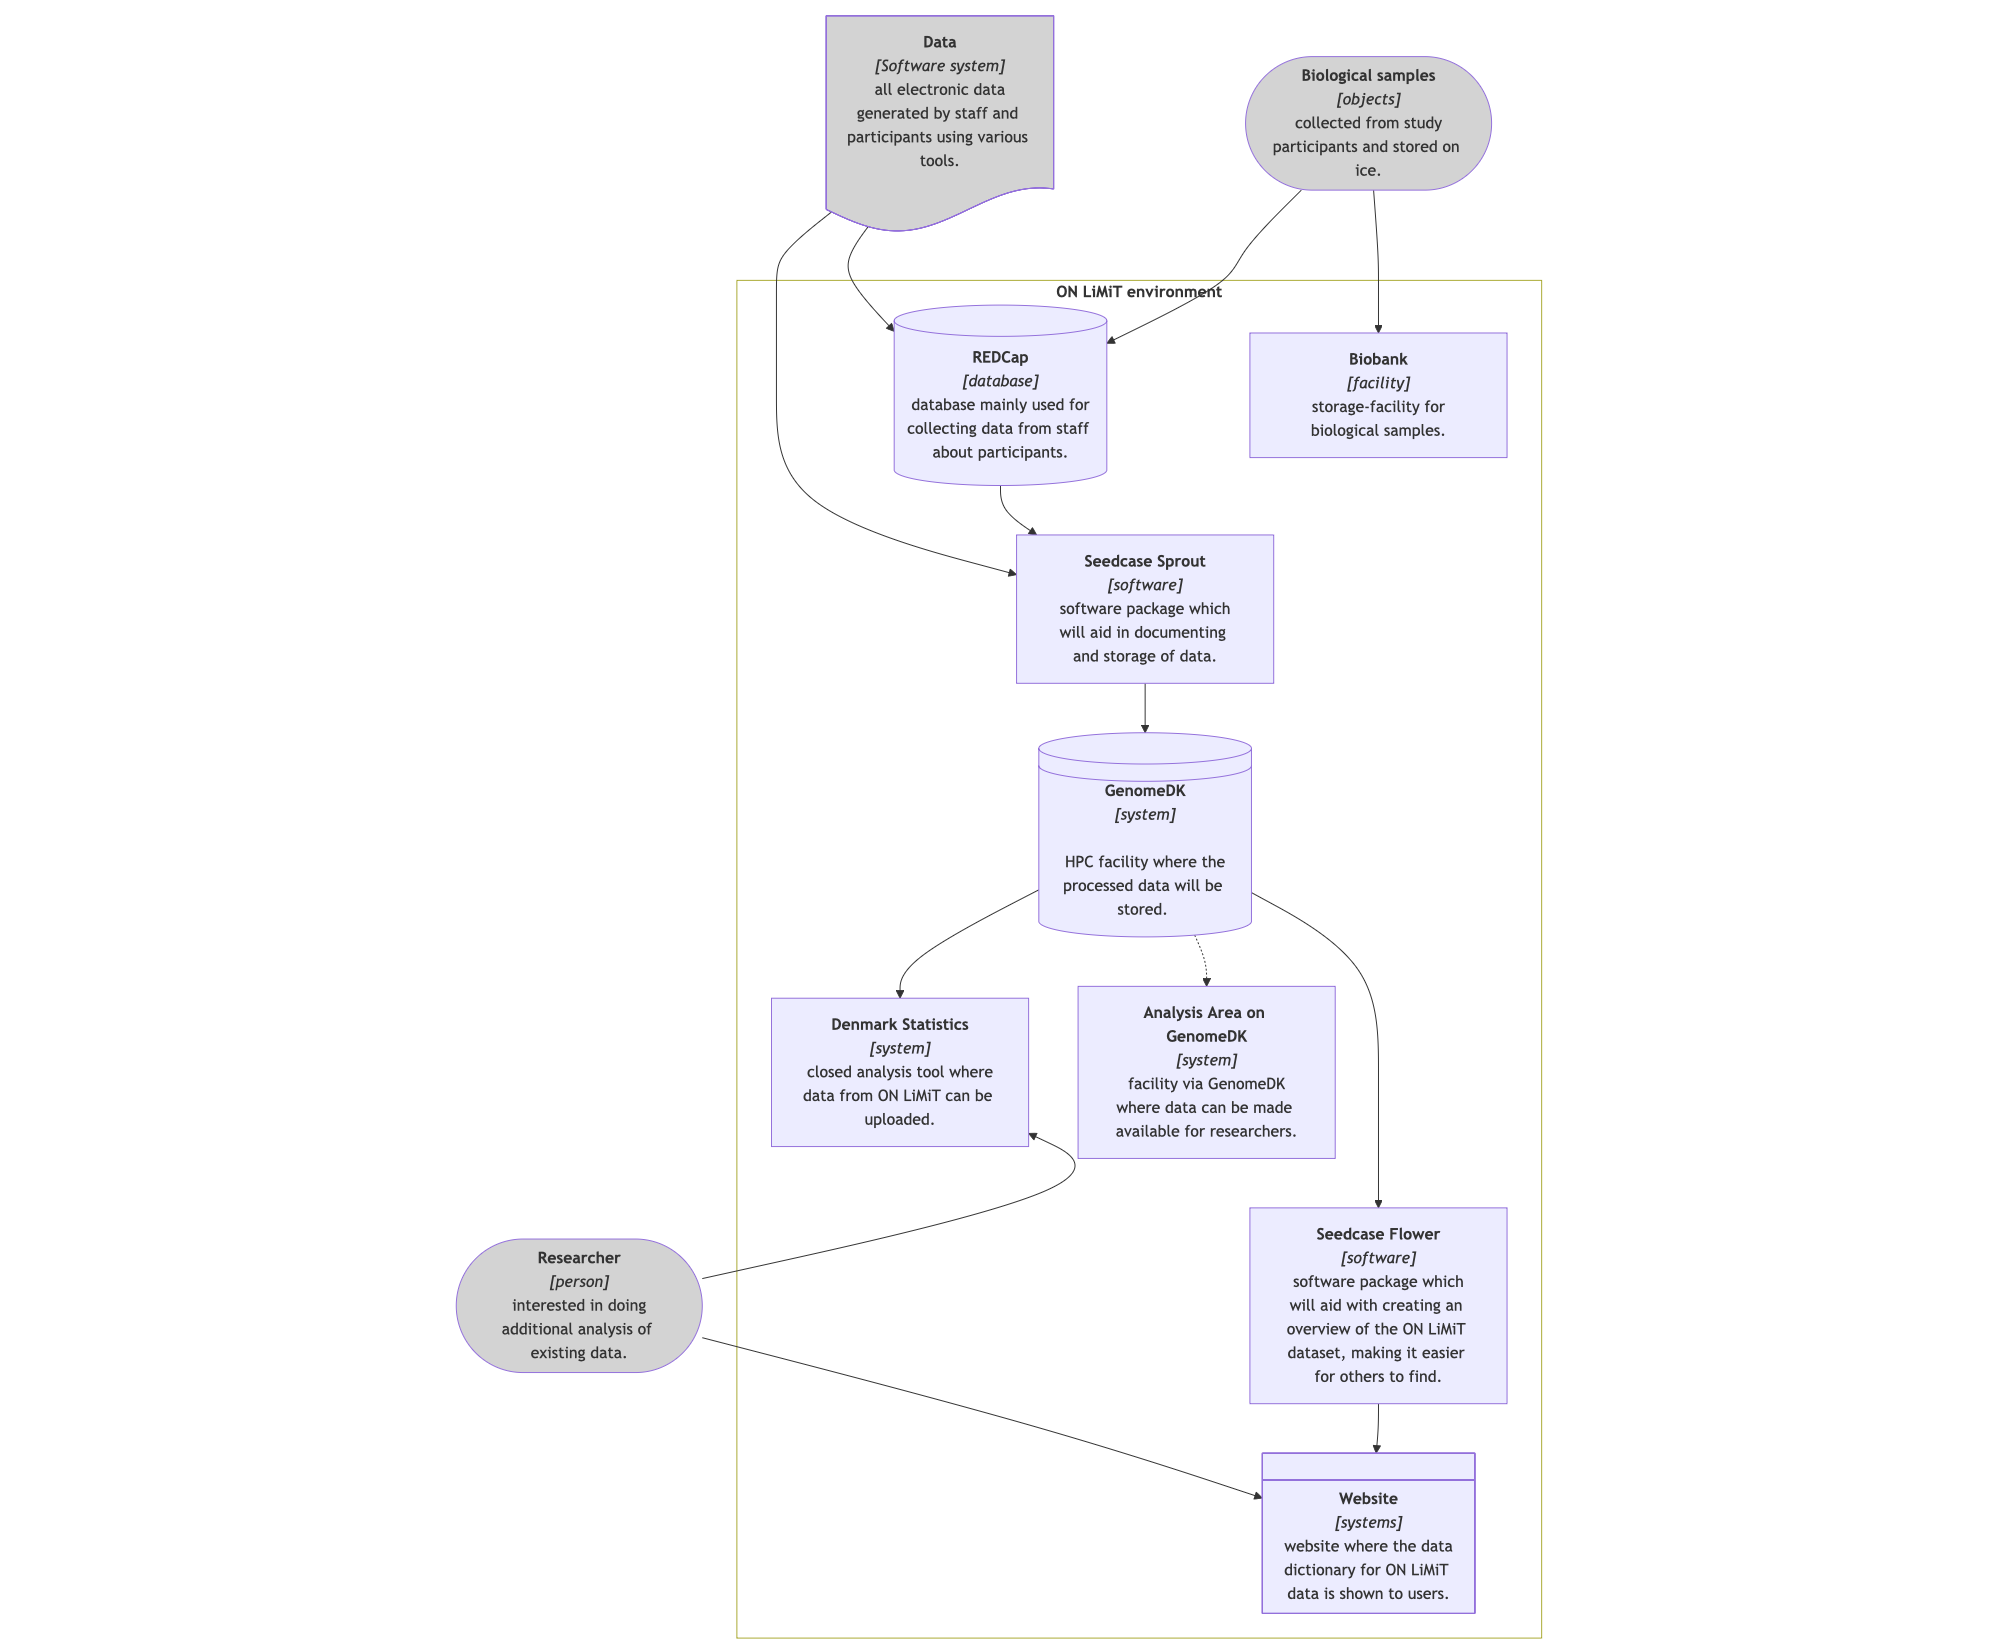 Data
[Software system]
all electronic data
generated by staff and
participants using various
tools.
Biological samples
[objects]
collected from study
participants and stored on
ice.
ON LiMiT environment
REDCap
[database]
database mainly used for
collecting data from staff
about participants.
Biobank
[facility]
storage-facility for
biological samples.
Seedcase Sprout
[software]
software package which
will aid in documenting
and storage of data.
GenomeDK
[system]
HPC facility where the
processed data will be
stored.
Denmark Statistics
[system]
closed analysis tool where
data from ON LiMiT can be
uploaded.
Analysis Area on
GenomeDK
[system]
facility via GenomeDK
where data can be made
available for researchers.
Researcher
[person]
interested in doing
additional analysis of
existing data.
Seedcase Flower
[software]
software package which
will aid with creating an
overview of the ON LiMiT
dataset, making it easier
for others to find.
Website
[systems]
website where the data
dictionary for ON LiMiT
data is shown to users.